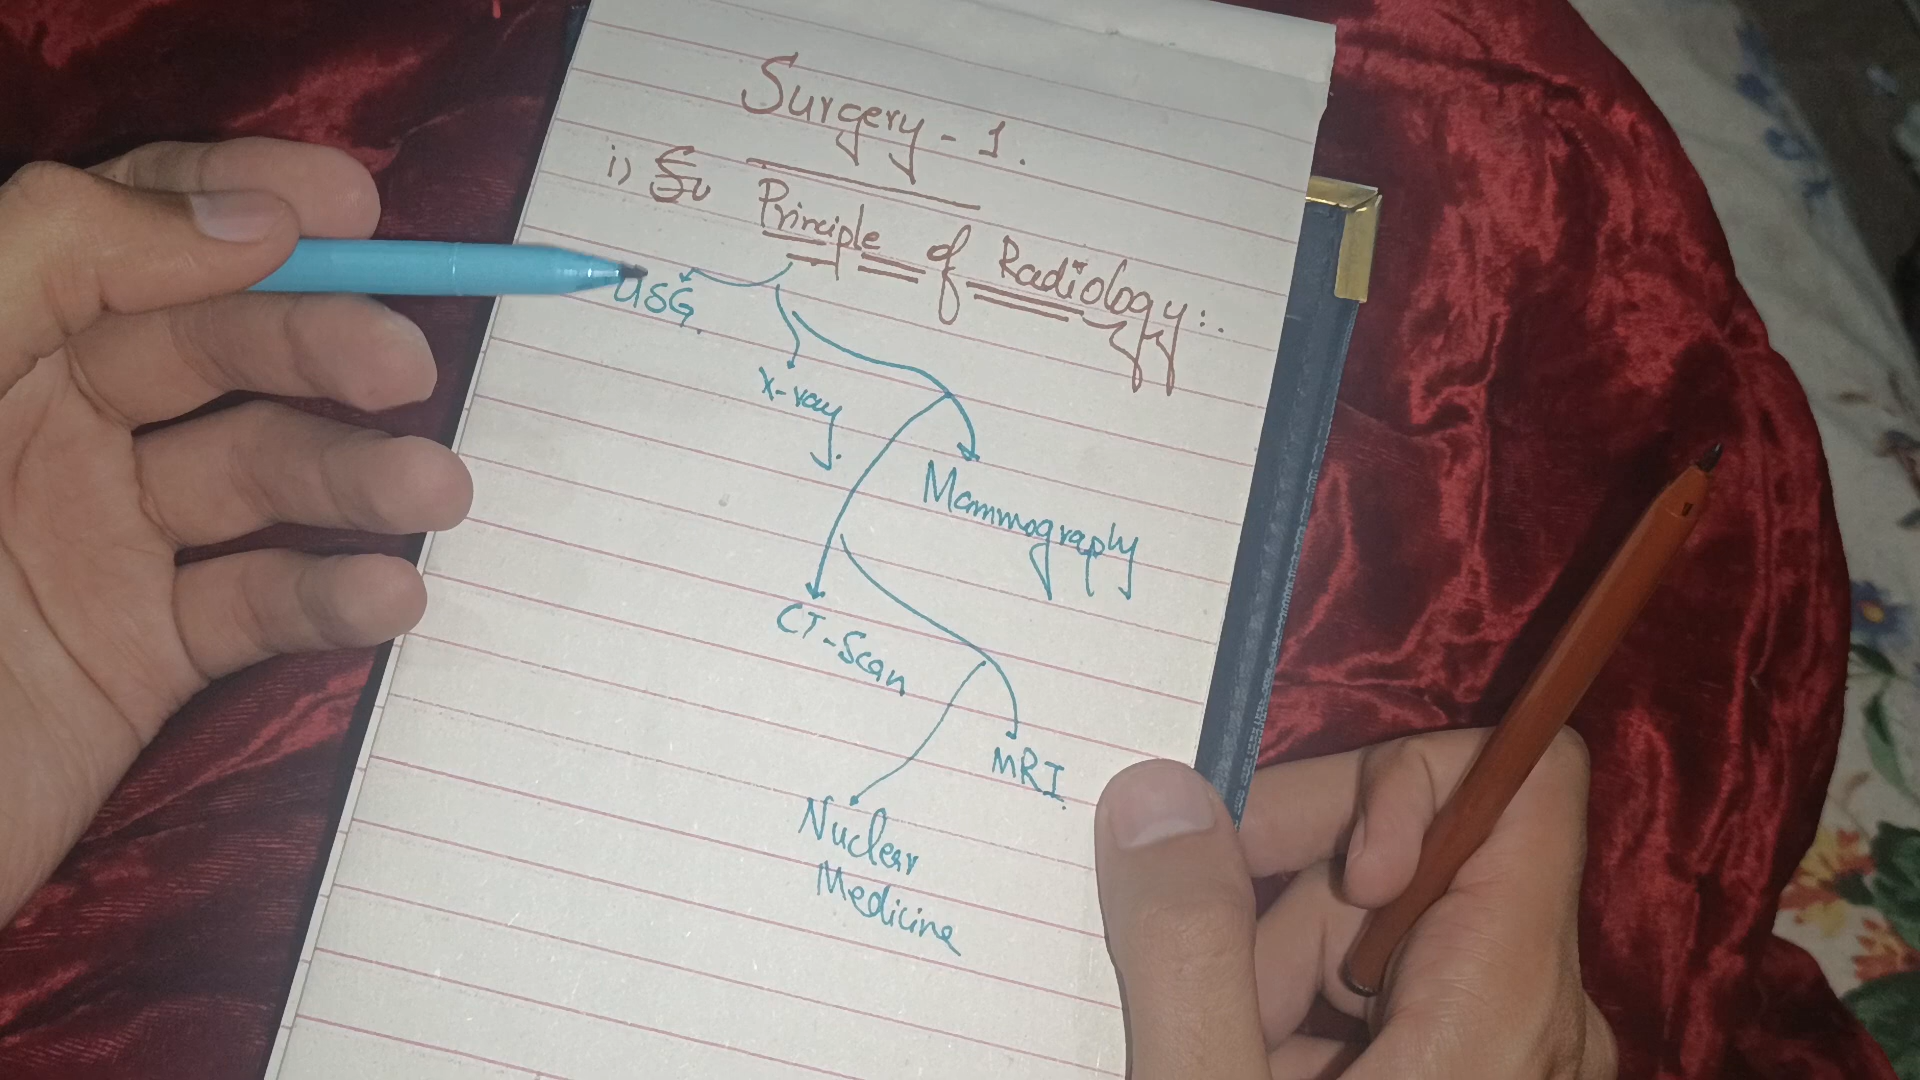 Surgery - 1.
i) Principle of Radiology:.
USG.
X-ray.
Mammography
CT-Scan
MRI.
Nuclear
Medicine